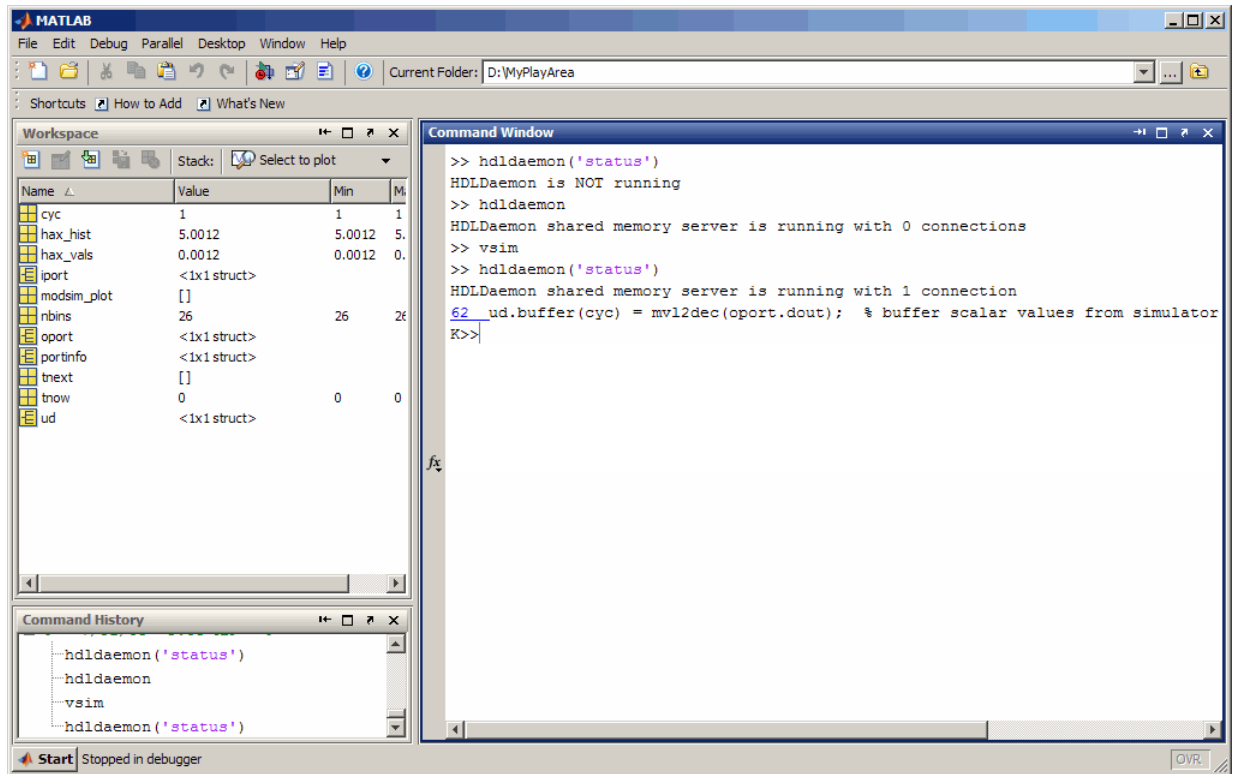 MATLAB
File Edit Debug Parallel Desktop Window Help
Current Folder: D:\MyPlayArea
Shortcuts How to Add What's New
Workspace
Stack: Select to plot
Name Value Min
cyc 1 1 1
hax_hist 5.0012 5.0012 5.
hax_vals 0.0012 0.0012 0.
iport <1x1 struct>
modsim_plot []
nbins 26 26 26
oport <1x1 struct>
portinfo <1x1 struct>
tnext []
tnow 0 0 0
ud <1x1 struct>
Command History
hdldaemon('status')
hdldaemon
vsim
hdldaemon('status')
Command Window
>> hdldaemon('status')
HDLDaemon is NOT running
>> hdldaemon
HDLDaemon shared memory server is running with 0 connections
>> vsim
>> hdldaemon('status')
HDLDaemon shared memory server is running with 1 connection
62 ud.buffer(cyc) = mvl2dec(oport.dout); % buffer scalar values from simulator
K>>
fx
Start Stopped in debugger
OVR